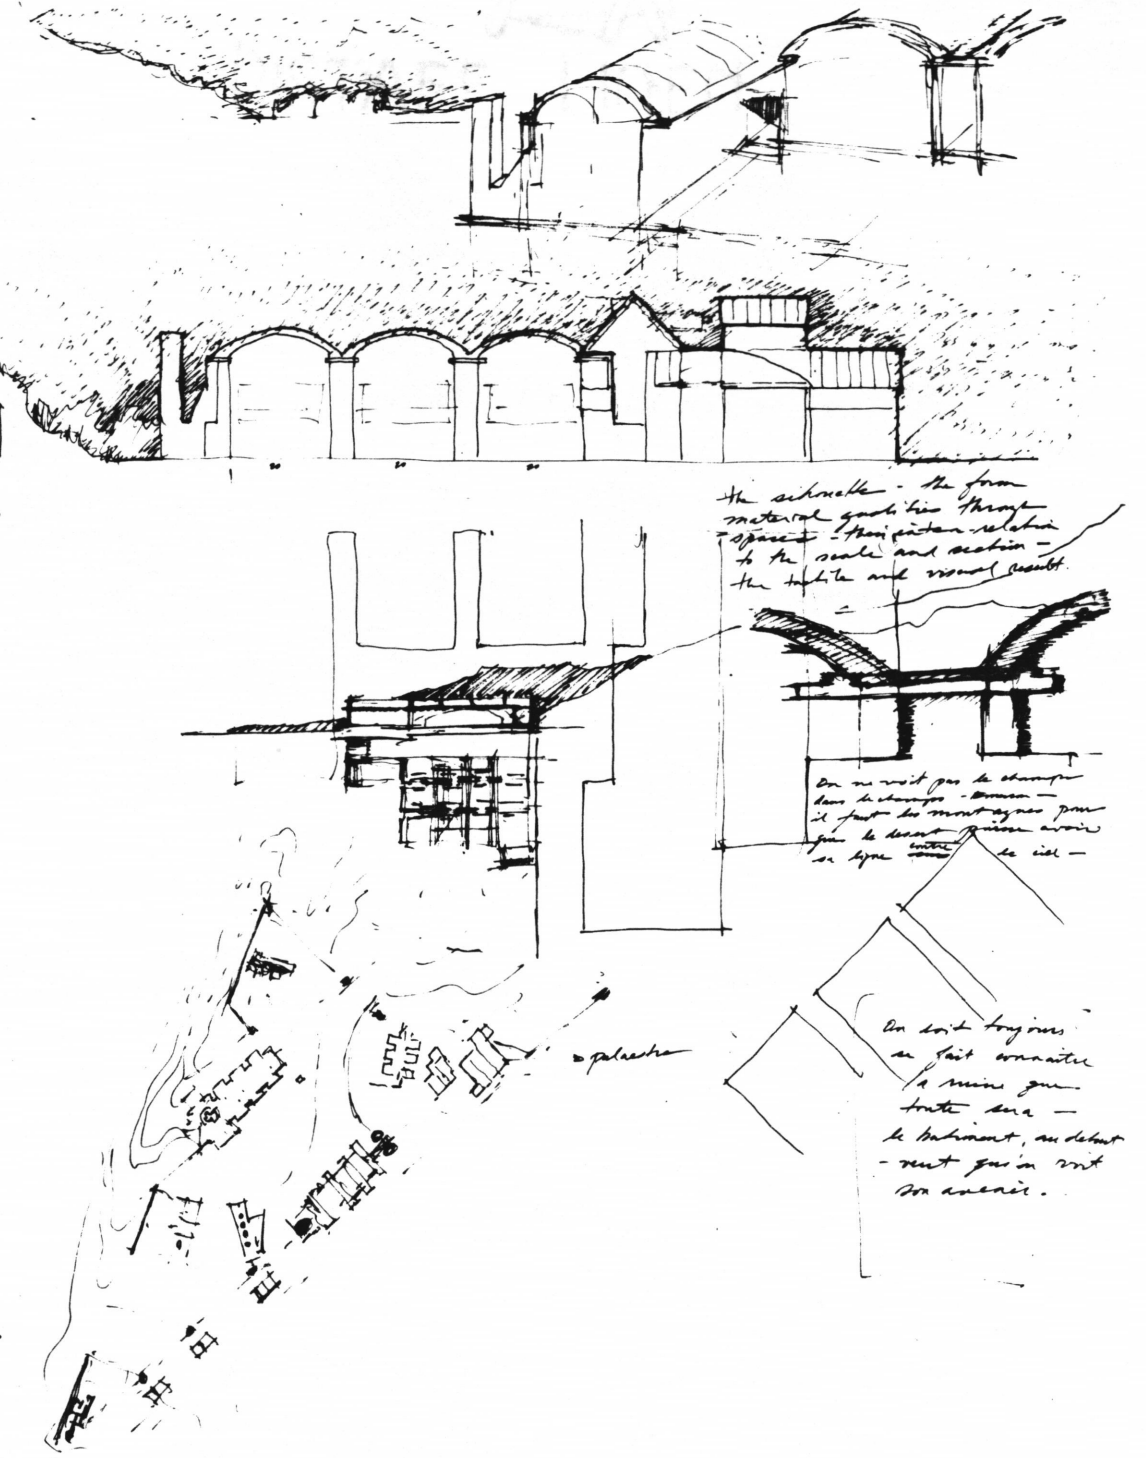 the silhouette - the form
material qualities through
spaces - their inter-relation
to the scale and section -
the tactile and visual result.
On ne voit pas le champs
dans le champs -
il faut les montagnes pour
que le desert puisse avoir
sa ligne contre le ciel -
palaestra
On doit toujours
se fait connaitre
la ruine que
toute sera -
le batiment, au debut
- veut qu'on voit
son avenir.